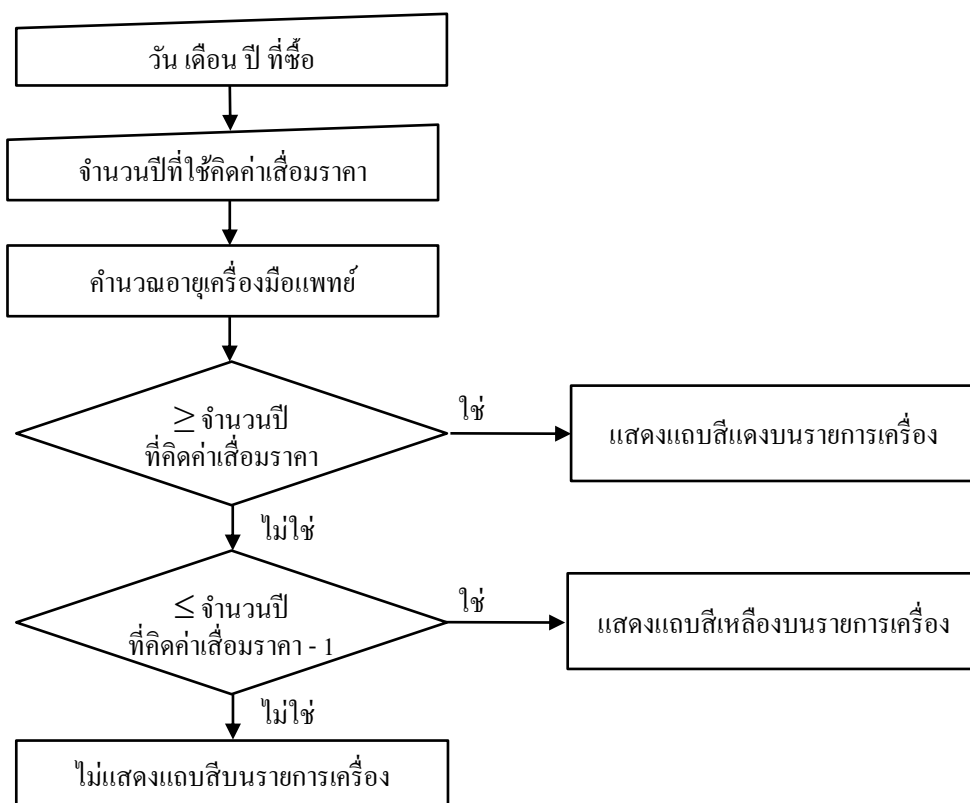 วัน เดือน ปี ที่ซื้อ
จำนวนปีที่ใช้คิดค่าเสื่อมราคา
คำนวณอายุเครื่องมือแพทย์
≥ จำนวนปี
ที่คิดค่าเสื่อมราคา
ใช่
แสดงแถบสีแดงบนรายการเครื่อง
ไม่ใช่
≤ จำนวนปี
ที่คิดค่าเสื่อมราคา - 1
ใช่
แสดงแถบสีเหลืองบนรายการเครื่อง
ไม่ใช่
ไม่แสดงแถบสีบนรายการเครื่อง